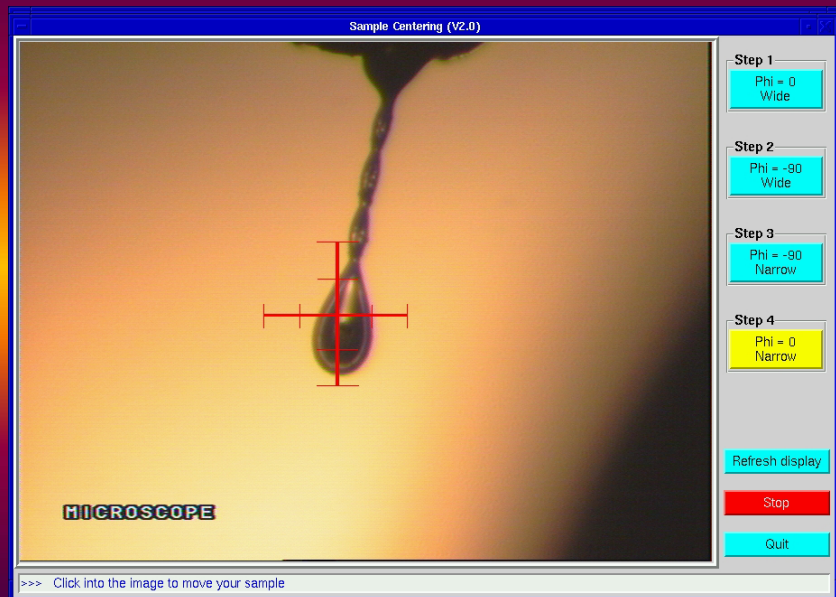 Sample Centering (V2.0)
Step 1
Phi = 0
Wide
Step 2
Phi = -90
Wide
Step 3
Phi = -90
Narrow
Step 4
Phi = 0
Narrow
Refresh display
Stop
Quit
MICROSCOPE
>>> Click into the image to move your sample